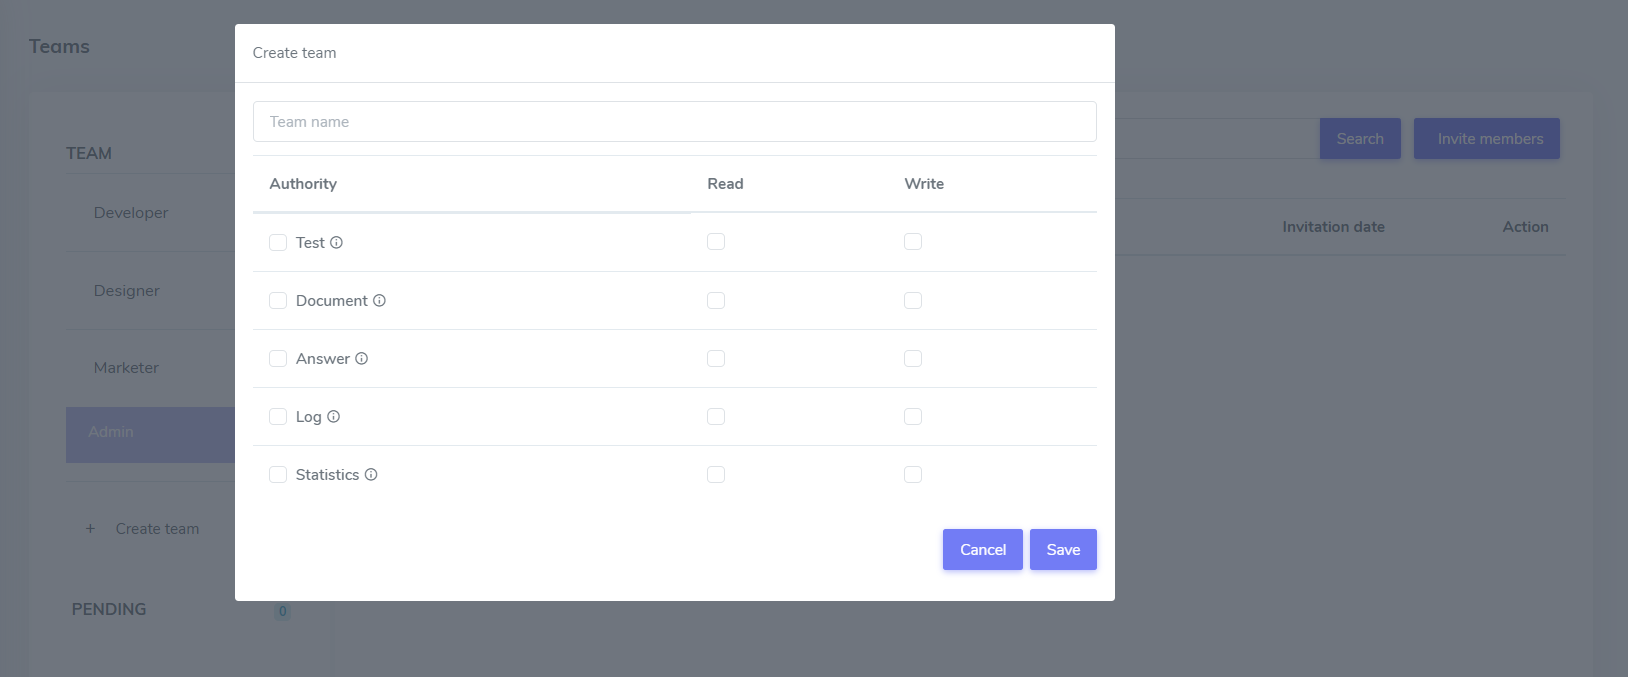 Teams
TEAM
Developer
Designer
Marketer
Admin
+ Create team
PENDING 0
Create team
Team name
Authority Read Write
Test
Document
Answer
Log
Statistics
Cancel Save
Search Invite members
Invitation date Action